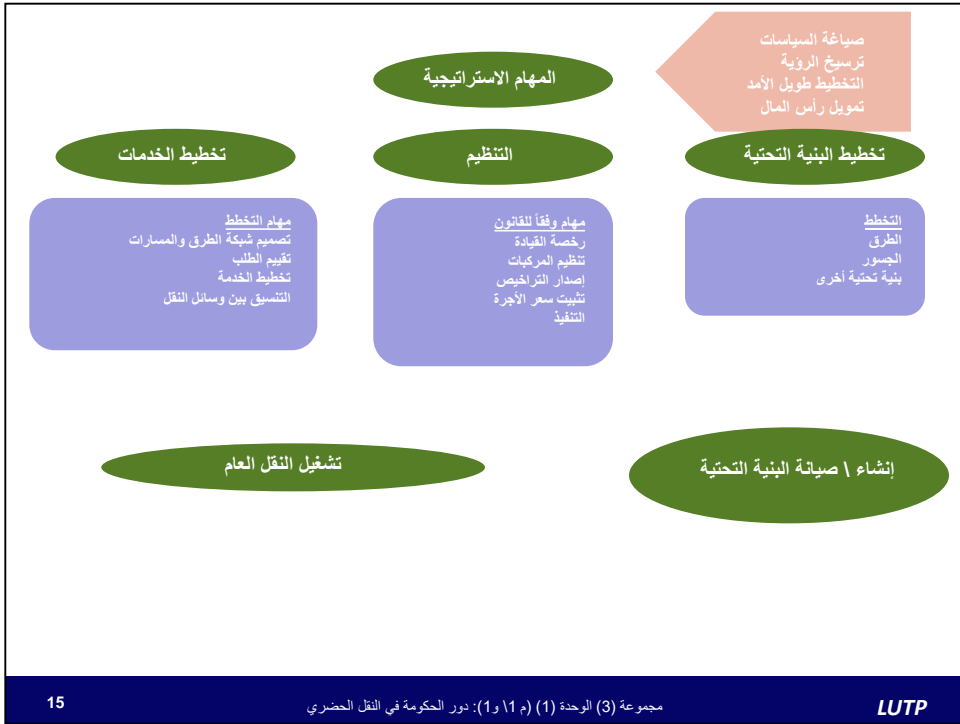 صياغة السياسات
ترسيخ الرؤية
التخطيط طويل الأمد
تمويل رأس المال
المهام الاستراتيجية
تخطيط البنية التحتية
التنظيم
تخطيط الخدمات
التخطط
الطرق
الجسور
بنية تحتية أخرى
مهام وفقاً للقانون
رخصة القيادة
تنظيم المركبات
إصدار التراخيص
تثبيت سعر الأجرة
التنفيذ
مهام التخطط
تصميم شبكة الطرق والمسارات
تقييم الطلب
تخطيط الخدمة
التنسيق بين وسائل النقل
إنشاء \ صيانة البنية التحتية
تشغيل النقل العام
LUTP
مجموعة (3) الوحدة (1) (م 1\ و1): دور الحكومة في النقل الحضري
15